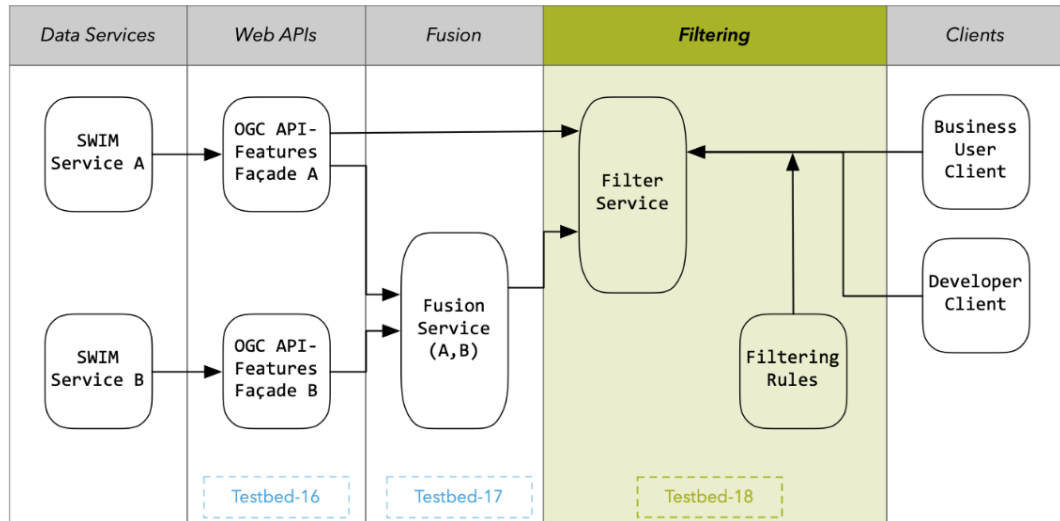 Data Services
Web APIs
Fusion
Filtering
Clients
SWIM
Service A
OGC API-
Features
Façade A
Filter
Service
Business
User
Client
Fusion
Service
(A,B)
Developer
Client
SWIM
Service B
OGC API-
Features
Façade B
Filtering
Rules
Testbed-16
Testbed-17
Testbed-18